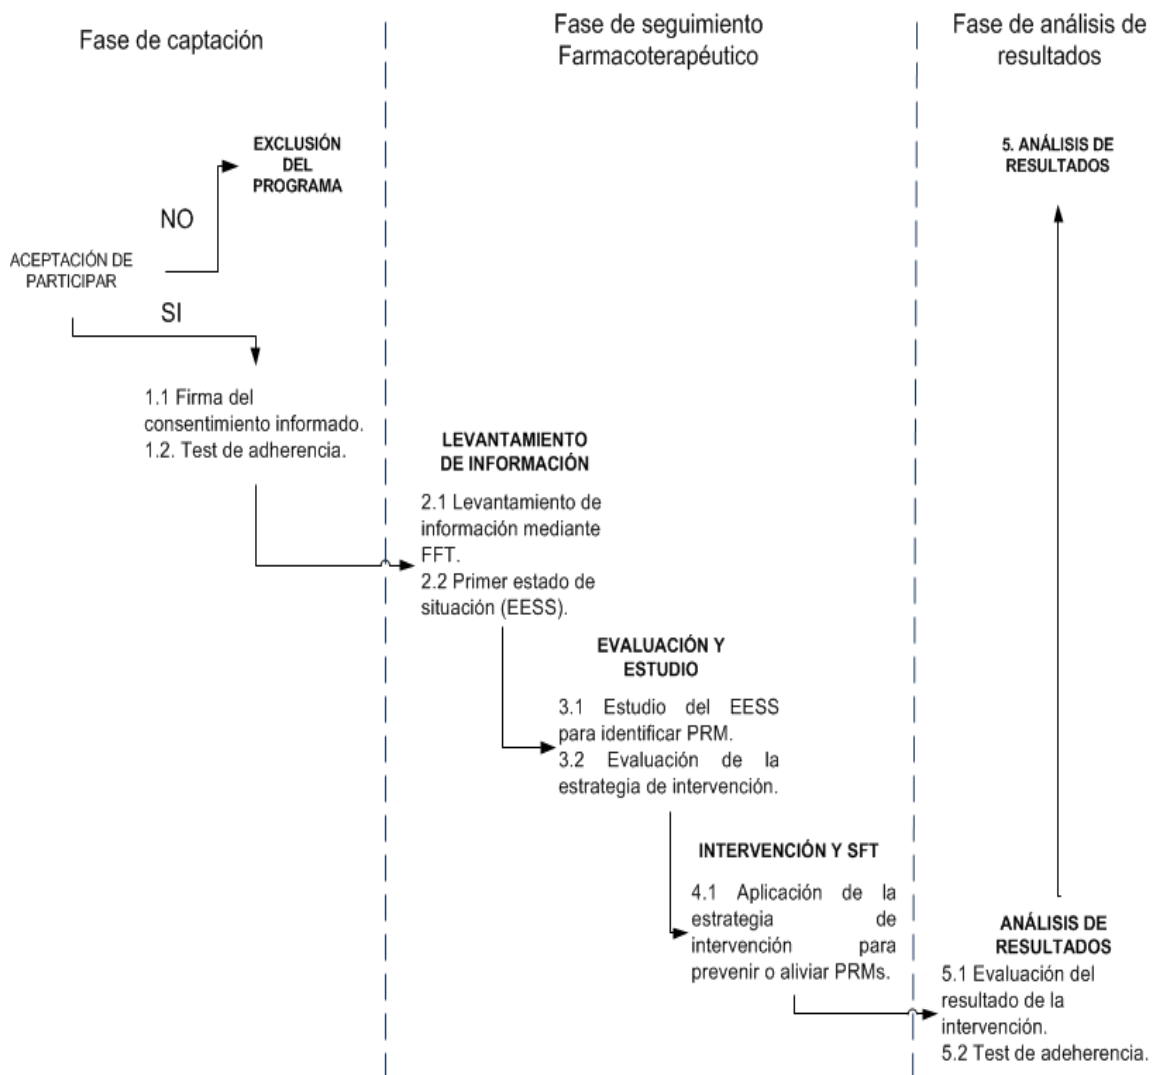 Fase de captación
Fase de seguimiento
Farmacoterapéutico
Fase de análisis de
resultados
EXCLUSIÓN
DEL
PROGRAMA
5. ANÁLISIS DE
RESULTADOS
NO
ACEPTACIÓN DE
PARTICIPAR
SI
1.1 Firma del
consentimiento informado.
1.2. Test de adherencia.
LEVANTAMIENTO
DE INFORMACIÓN
2.1 Levantamiento de
información mediante
FFT.
2.2 Primer estado de
situación (EESS).
EVALUACIÓN Y
ESTUDIO
3.1 Estudio del EESS
para identificar PRM.
3.2 Evaluación de la
estrategia de intervención.
INTERVENCIÓN Y SFT
4.1 Aplicación de la
estrategia de
intervención para
prevenir o aliviar PRMs.
ANÁLISIS DE
RESULTADOS
5.1 Evaluación del
resultado de la
intervención.
5.2 Test de adeherencia.